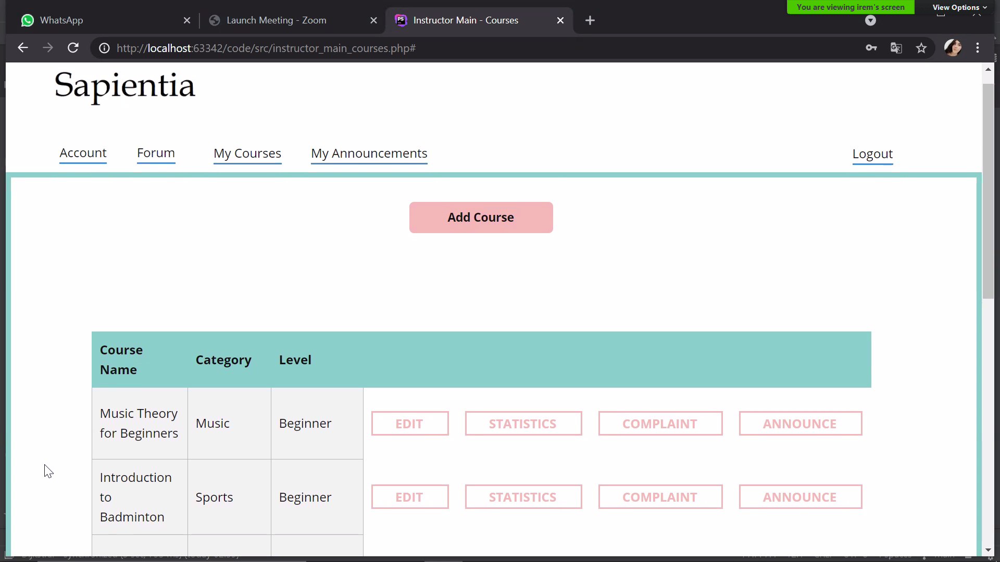 You are viewing irem's screen
View Options
WhatsApp
Launch Meeting - Zoom
Instructor Main - Courses
http://localhost:63342/code/src/instructor_main_courses.php#
Sapientia
Account
Forum
My Courses
My Announcements
Logout
Add Course
Course
Name
Category
Level
Music Theory
for Beginners
Music
Beginner
EDIT
STATISTICS
COMPLAINT
ANNOUNCE
Introduction
to
Badminton
Sports
Beginner
EDIT
STATISTICS
COMPLAINT
ANNOUNCE